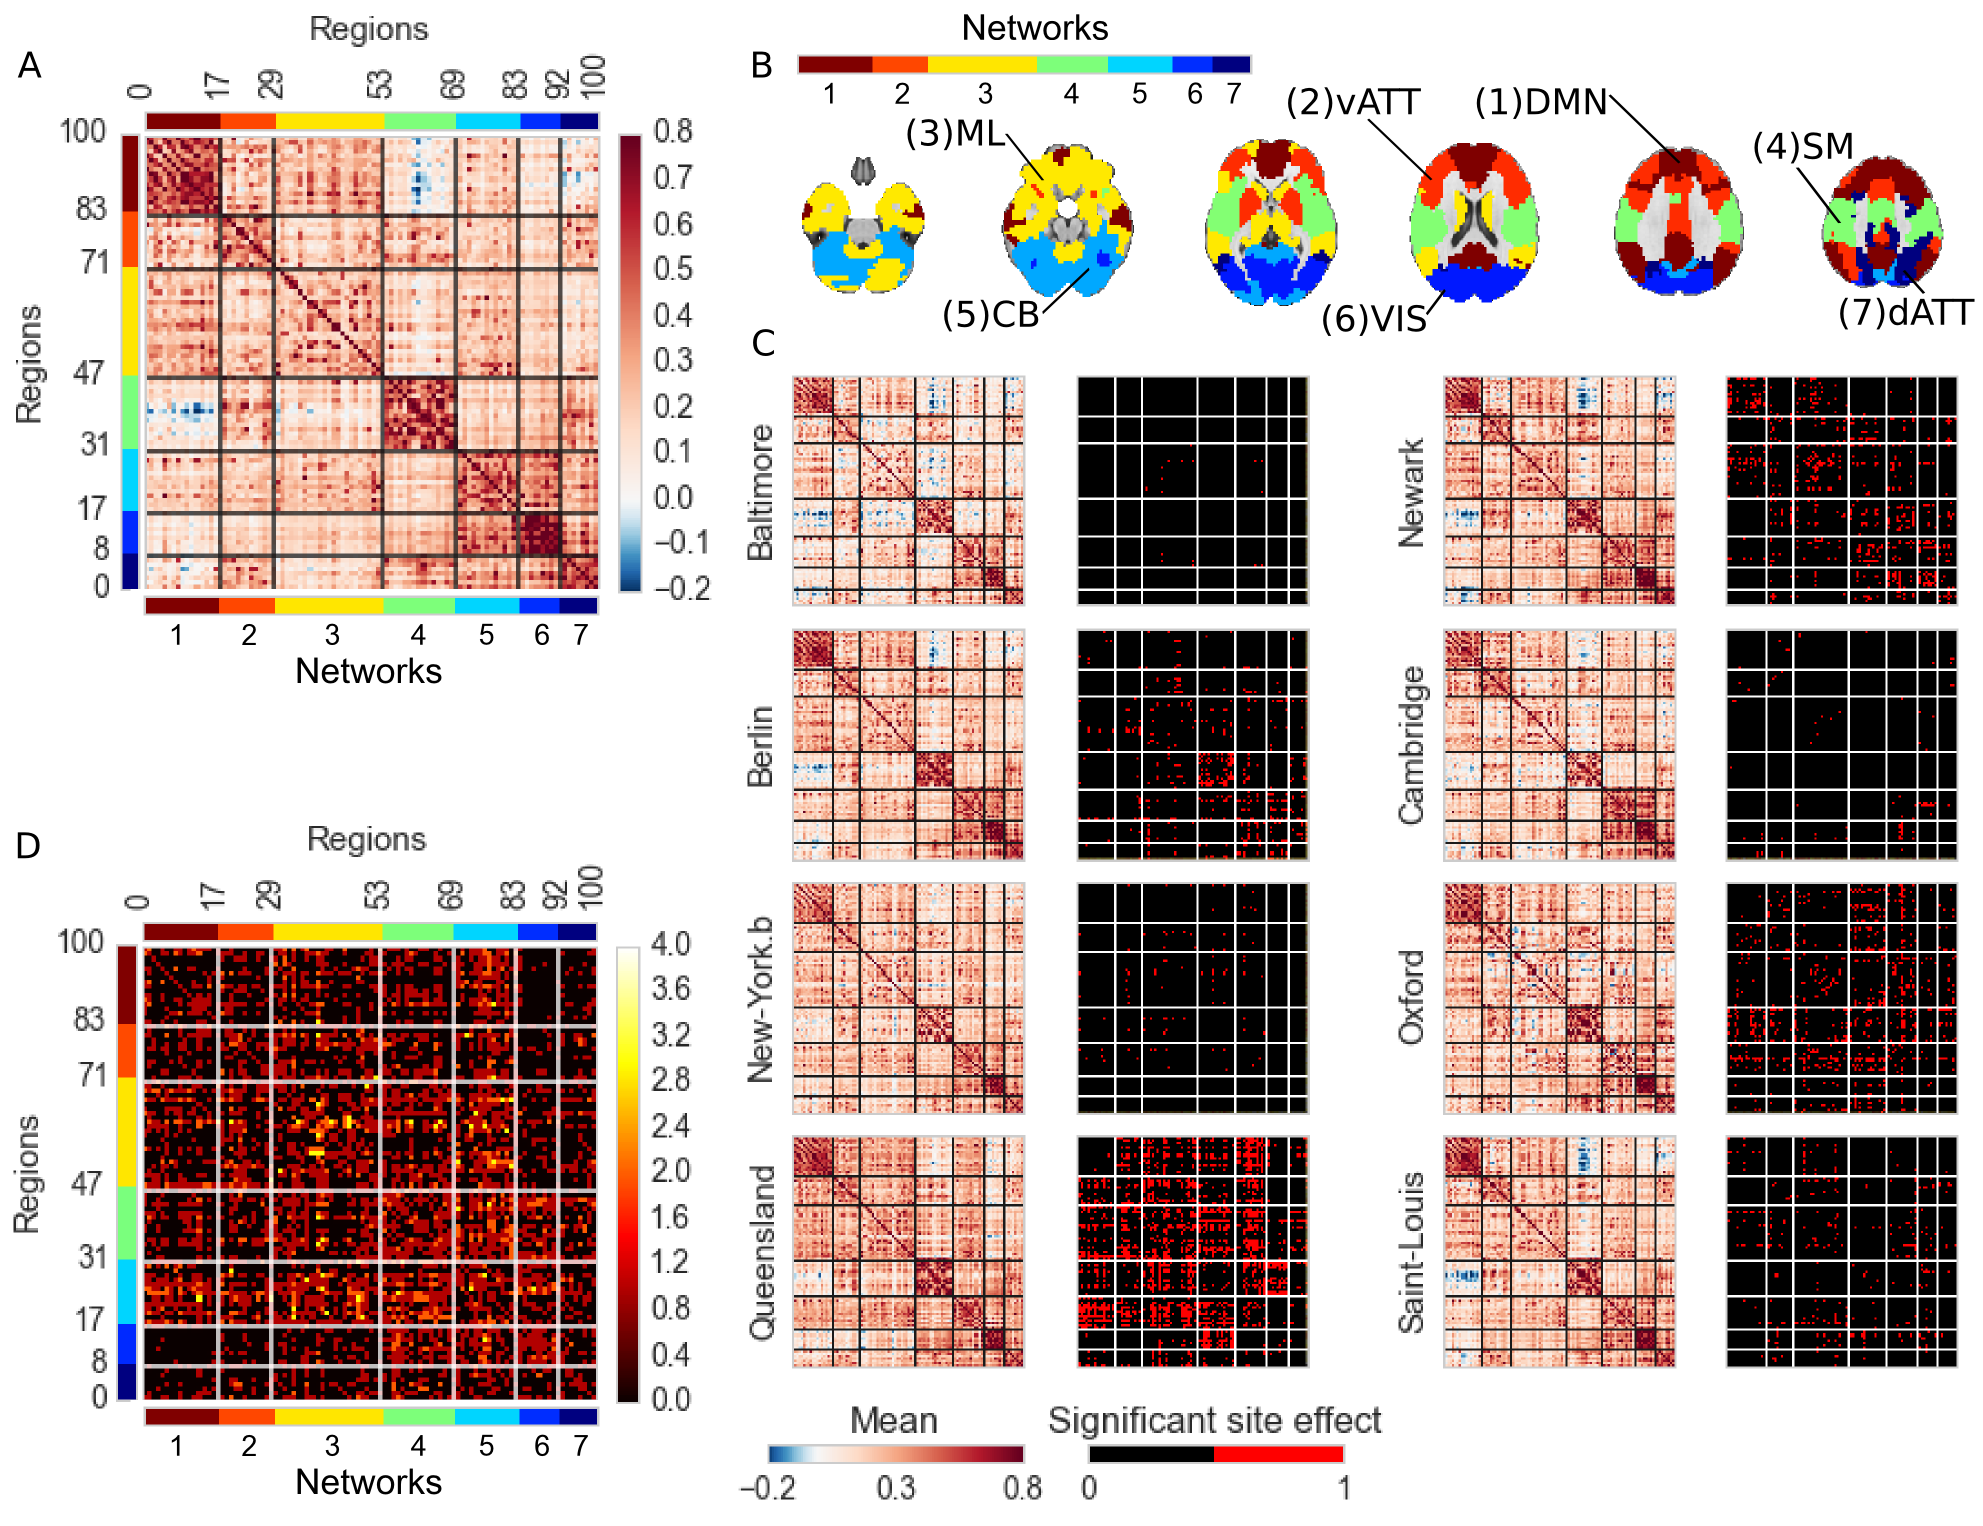 A
Regions
0 17 29 53 69 83 92 100
100
83
71
47
31
17
8
0
Regions
0.8
0.7
0.6
0.5
0.4
0.3
0.2
0.1
0.0
−0.1
−0.2
1 2 3 4 5 6 7
Networks
B
Networks
1 2 3 4 5 6 7
(3)ML
(2)vATT
(1)DMN
(4)SM
(5)CB
(6)VIS
(7)dATT
C
Baltimore
Newark
Berlin
Cambridge
New-York.b
Oxford
Queensland
Saint-Louis
Mean
−0.2 0.3 0.8
Significant site effect
0 1
D
Regions
0 17 29 53 69 83 92 100
100
83
71
47
31
17
8
0
Regions
4.0
3.6
3.2
2.8
2.4
2.0
1.6
1.2
0.8
0.4
0.0
1 2 3 4 5 6 7
Networks